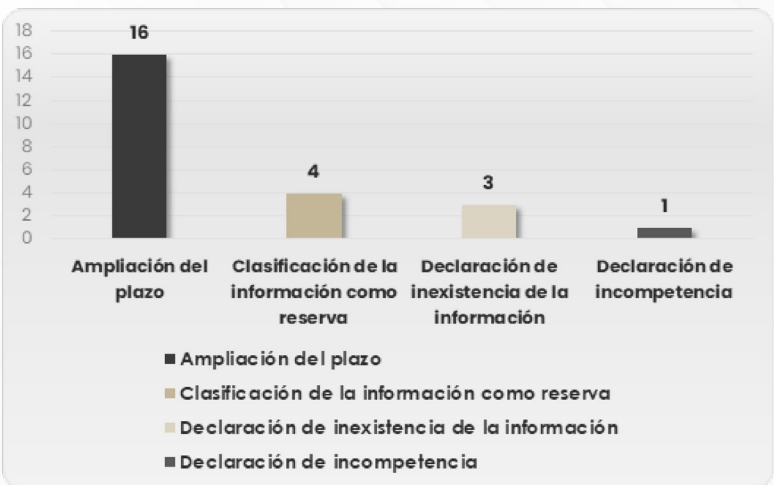 18
16
14
12
10
8
6
4
2
0
16
4
3
1
Ampliación del
plazo
Clasificación de la
información como
reserva
Declaración de
inexistencia de la
información
Declaración de
incompetencia
Ampliación del plazo
Clasificación de la información como reserva
Declaración de inexistencia de la información
Declaración de incompetencia